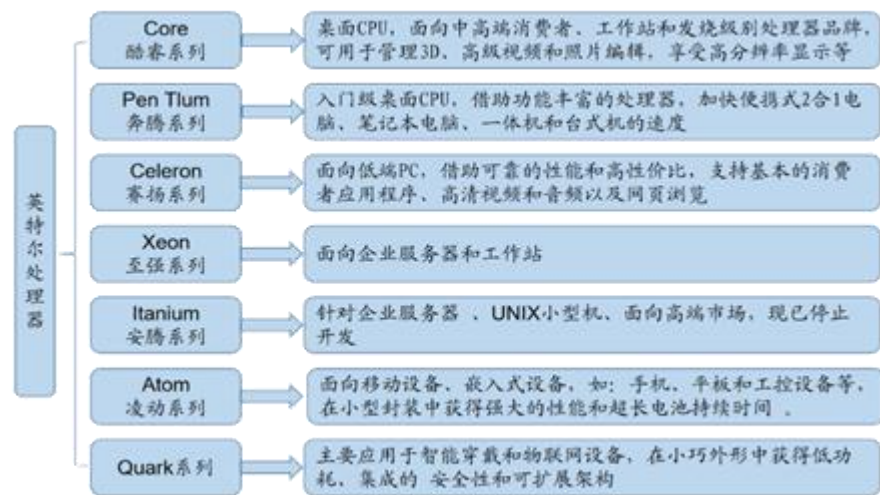 英特尔处理器
Core
酷睿系列
桌面CPU，面向中高端消费者、工作站和发烧级别处理器品牌，
可用于管理3D、高级视频和照片编辑，享受高分辨率显示等
Pen Tlum
奔腾系列
入门级桌面CPU，借助功能丰富的处理器，加快便携式2合1电
脑、笔记本电脑、一体机和台式机的速度
Celeron
赛扬系列
面向低端PC，借助可靠的性能和高性价比，支持基本的消费
者应用程序、高清视频和音频以及网页浏览
Xeon
至强系列
面向企业服务器和工作站
Itanium
安腾系列
针对企业服务器 、UNIX小型机、面向高端市场，现已停止
开发
Atom
凌动系列
面向移动设备、嵌入式设备，如：手机、平板和工控设备等，
在小型封装中获得强大的性能和超长电池持续时间 。
Quark系列
主要应用于智能穿戴和物联网设备，在小巧外形中获得低功
耗、集成的 安全性和可扩展架构